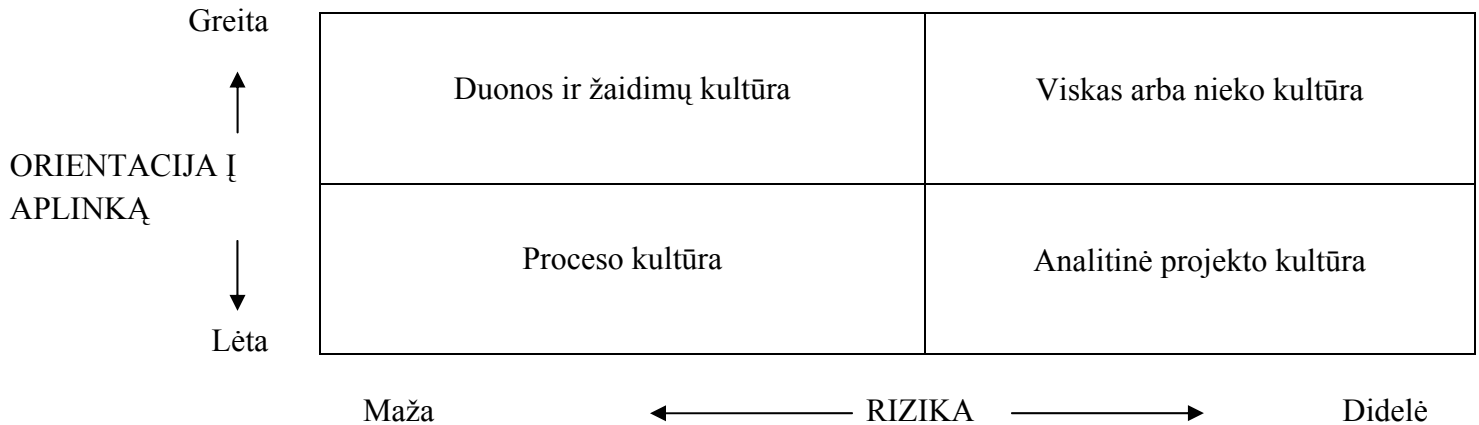 Greita
Duonos ir žaidimų kultūra
Viskas arba nieko kultūra
ORIENTACIJA Į
APLINKĄ
Proceso kultūra
Analitinė projekto kultūra
Lėta
Maža
RIZIKA
Didelė